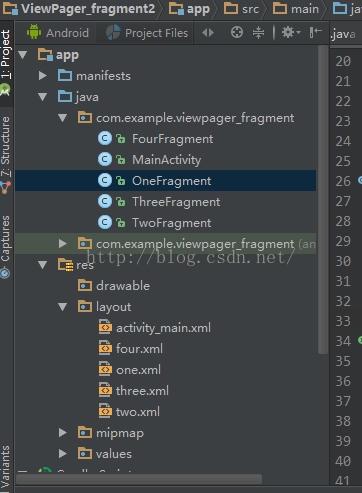 ViewPager_fragment2 app src main
Android Project Files .java
app
manifests
java
com.example.viewpager_fragment
FourFragment
MainActivity
OneFragment
ThreeFragment
TwoFragment
com.example.viewpager_fragment (an
http://blog.csdn.net/
res
drawable
layout
activity_main.xml
four.xml
one.xml
three.xml
two.xml
mipmap
values
1: Project
7: Structure
Captures
Variants
20
21
22
23
24
25
26
27
28
29
30
31
32
33
34
35
36
37
38
39
40